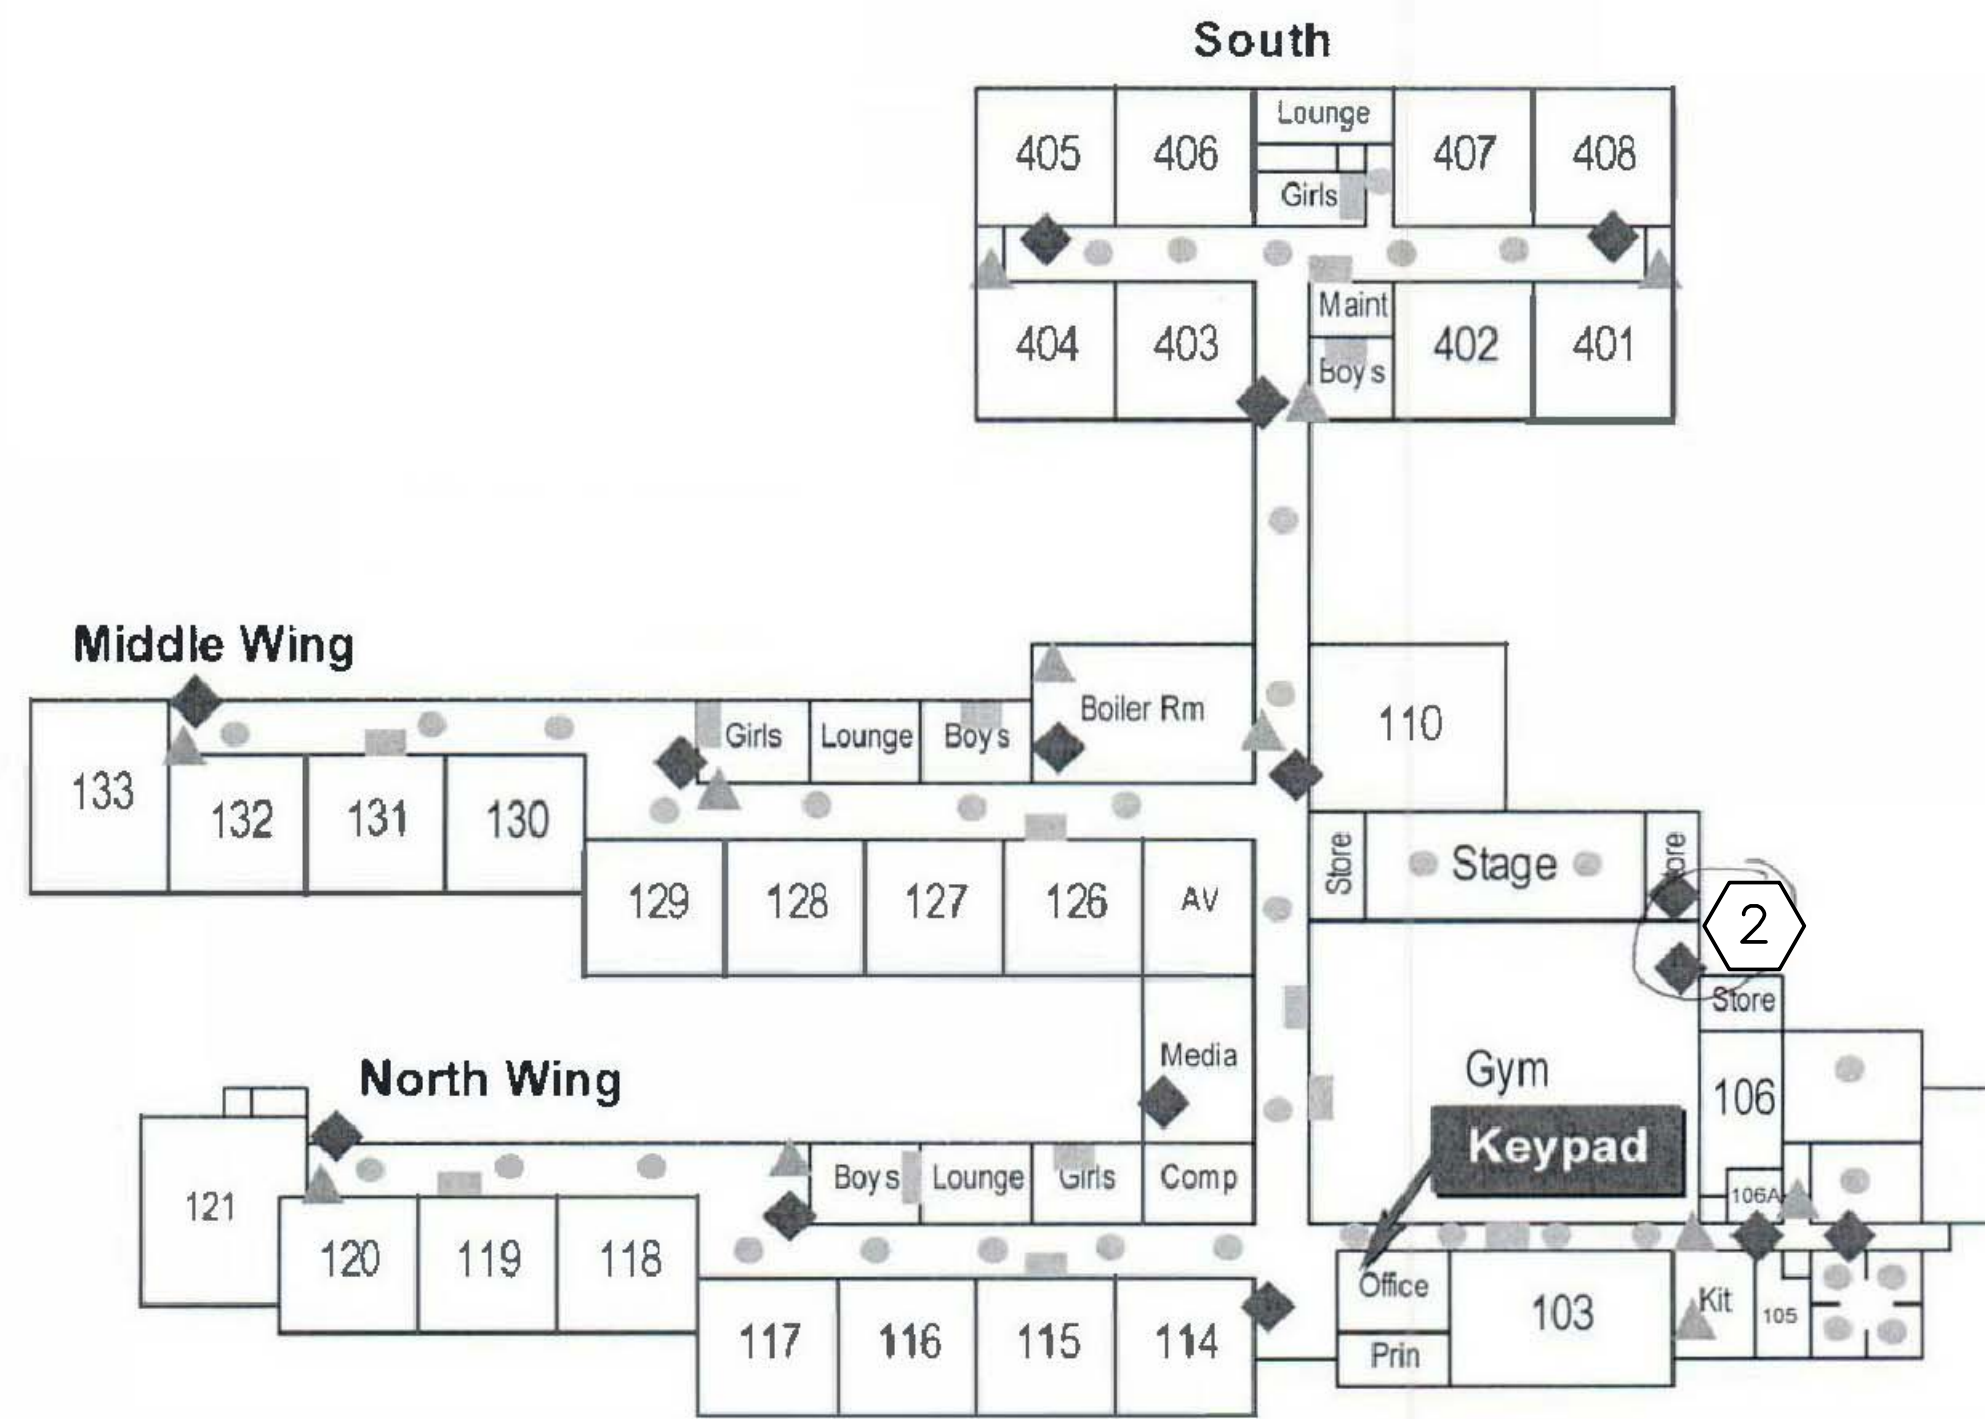 South
Lounge
405 406 407 408
Girls
Maint
404 403 402 401
Boys
Middle Wing
Boiler Rm
110
Girls Lounge Boys
133
132 131 130
Store Stage
129 128 127 126 AV
2
Store
Media
Gym
North Wing
106
Keypad
Boys Lounge Girls Comp
106A
121
120 119 118
Office
Kit
103
105
117 116 115 114
Prin